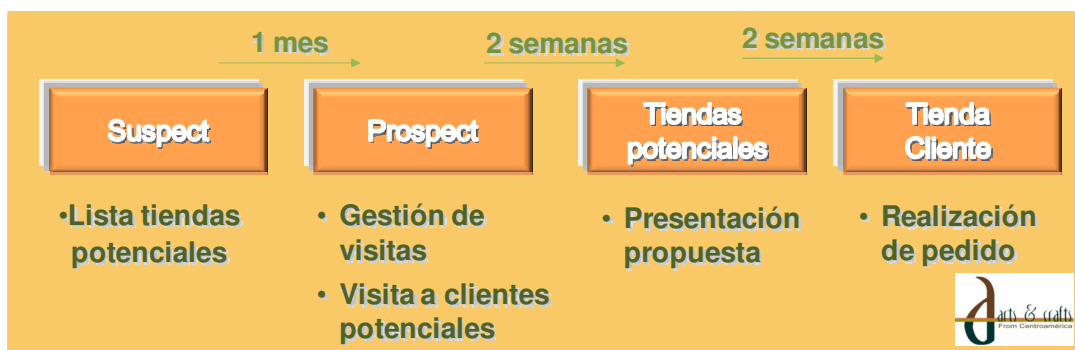 1 mes
2 semanas
2 semanas
Suspect
Prospect
Tiendas
potenciales
Tienda
Cliente
•Lista tiendas
potenciales
• Gestión de
visitas
• Visita a clientes
potenciales
• Presentación
propuesta
• Realización
de pedido
arts & crafts
From Centroamérica